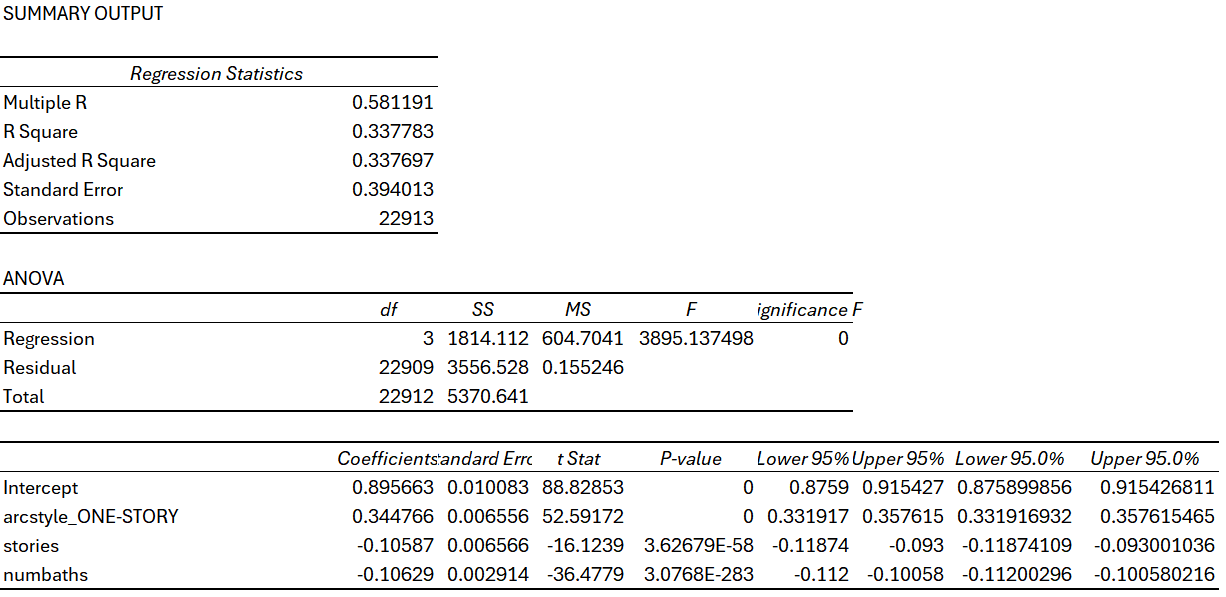 SUMMARY OUTPUT
Regression Statistics
Multiple R 0.581191
R Square 0.337783
Adjusted R Square 0.337697
Standard Error 0.394013
Observations 22913
ANOVA
df SS MS F ignificance F
Regression 3 1814.112 604.7041 3895.137498 0
Residual 22909 3556.528 0.155246
Total 22912 5370.641
Coefficients tandard Erro t Stat P-value Lower 95% Upper 95% Lower 95.0% Upper 95.0%
Intercept 0.895663 0.010083 88.82853 0 0.8759 0.915427 0.875899856 0.915426811
arcstyle_ONE-STORY 0.344766 0.006556 52.59172 0 0.331917 0.357615 0.331916932 0.357615465
stories -0.10587 0.006566 -16.1239 3.62679E-58 -0.11874 -0.093 -0.11874109 -0.093001036
numbaths -0.10629 0.002914 -36.4779 3.0768E-283 -0.112 -0.10058 -0.11200296 -0.100580216